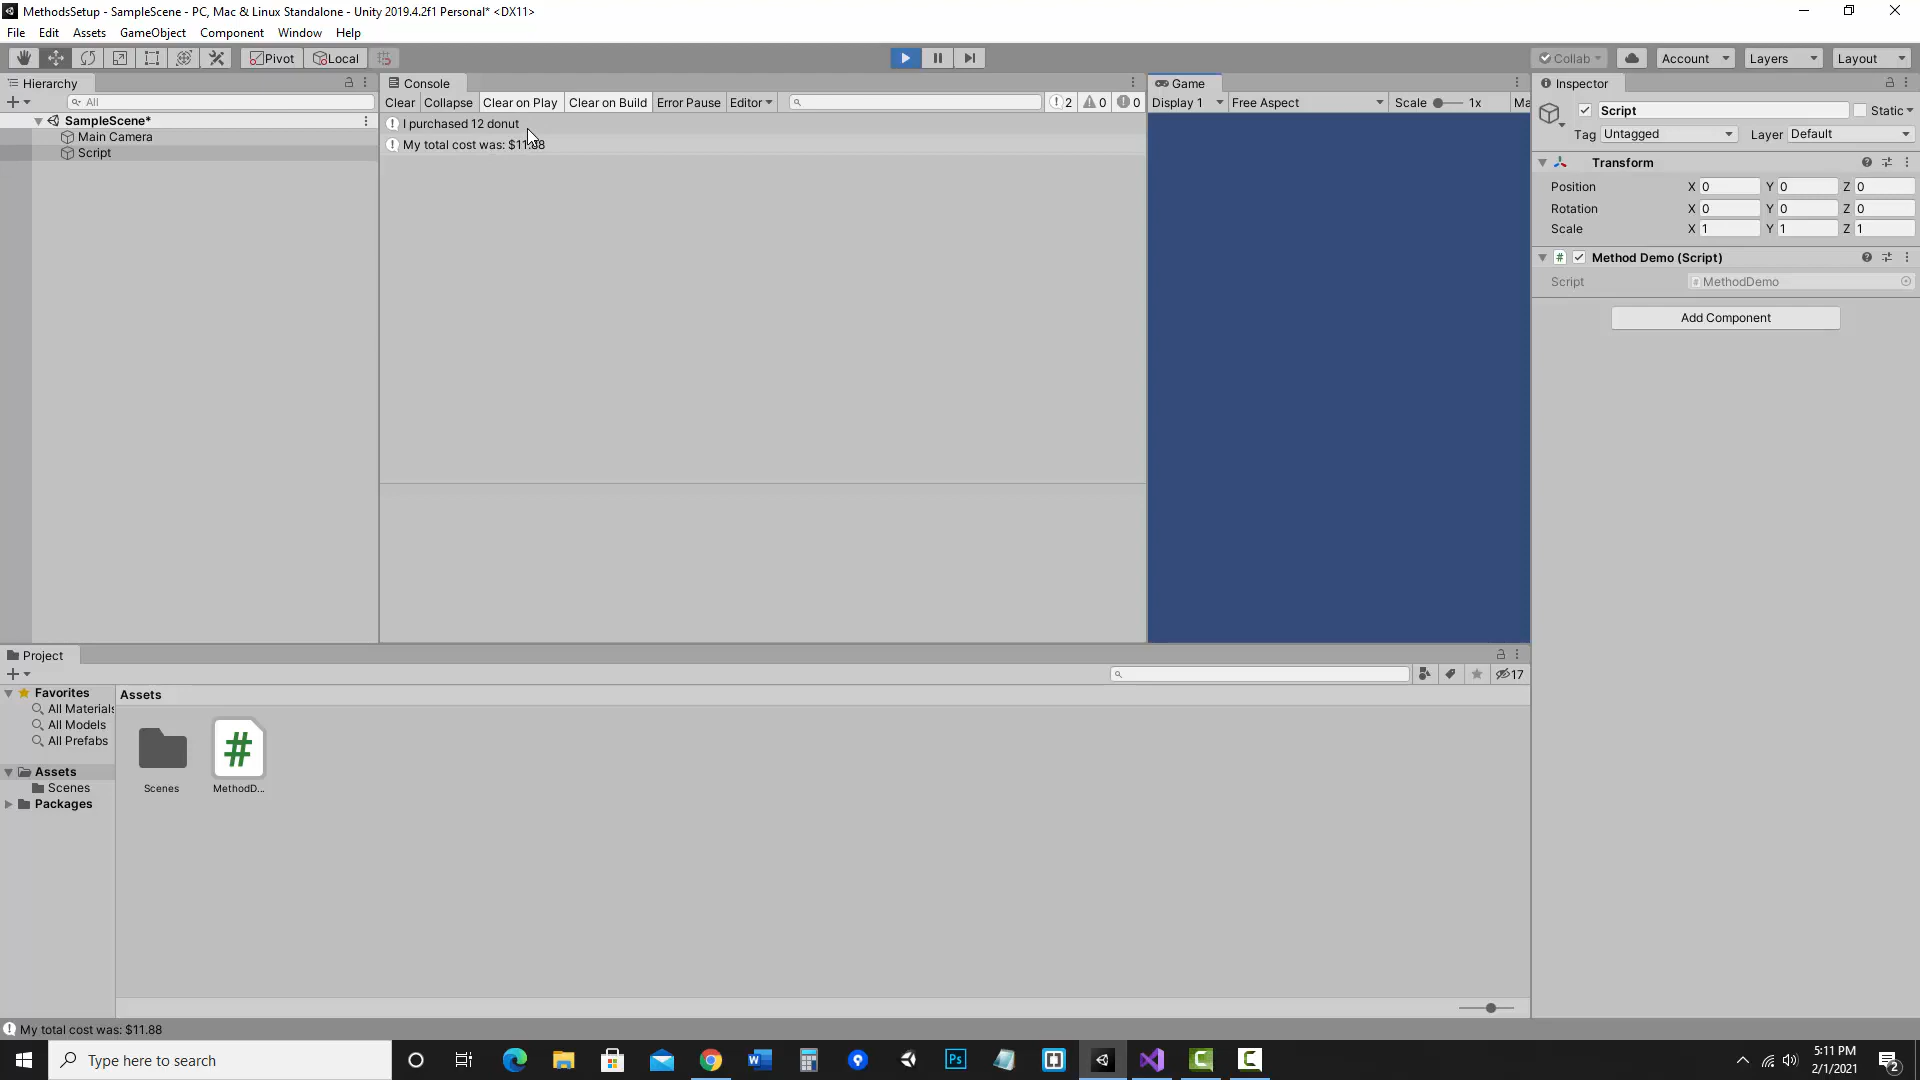 MethodsSetup - SampleScene - PC, Mac & Linux Standalone - Unity 2019.4.2f1 Personal* <DX11>
File Edit Assets GameObject Component Window Help
Pivot Local Collab Account Layers Layout
Hierarchy
All
SampleScene*
Main Camera
Script
Console
Clear Collapse Clear on Play Clear on Build Error Pause Editor 2 0 0
I purchased 12 donut
My total cost was: $11.88
Game
Display 1 Free Aspect Scale 1x Ma
Inspector
Script Static
Tag Untagged Layer Default
Transform
Position X 0 Y 0 Z 0
Rotation X 0 Y 0 Z 0
Scale X 1 Y 1 Z 1
# Method Demo (Script)
Script MethodDemo
Add Component
Project
17
Favorites
All Materials
All Models
All Prefabs
Assets
Scenes
Packages
Assets
#
Scenes MethodD...
My total cost was: $11.88
Type here to search
W
Ps
C
C
5:11 PM
2/1/2021
2